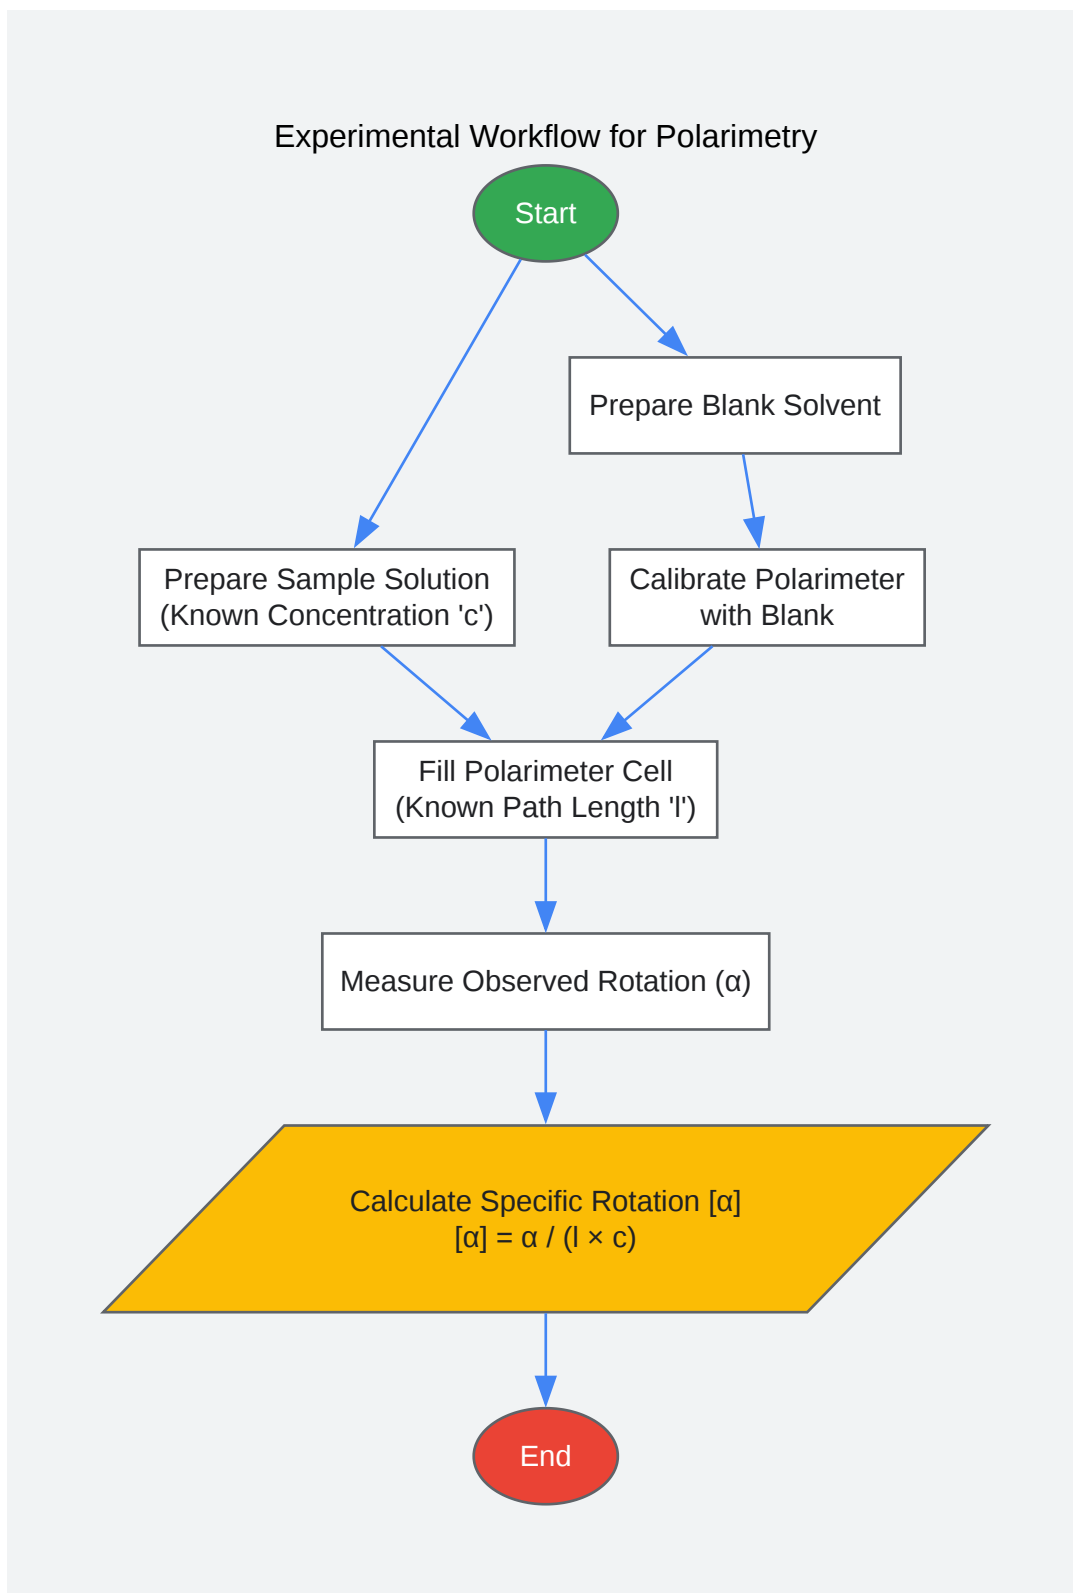 Experimental Workflow for Polarimetry
Start
Prepare Blank Solvent
Prepare Sample Solution
(Known Concentration 'c')
Calibrate Polarimeter
with Blank
Fill Polarimeter Cell
(Known Path Length 'l')
Measure Observed Rotation (α)
Calculate Specific Rotation [α]
[α] = α / (l × c)
End